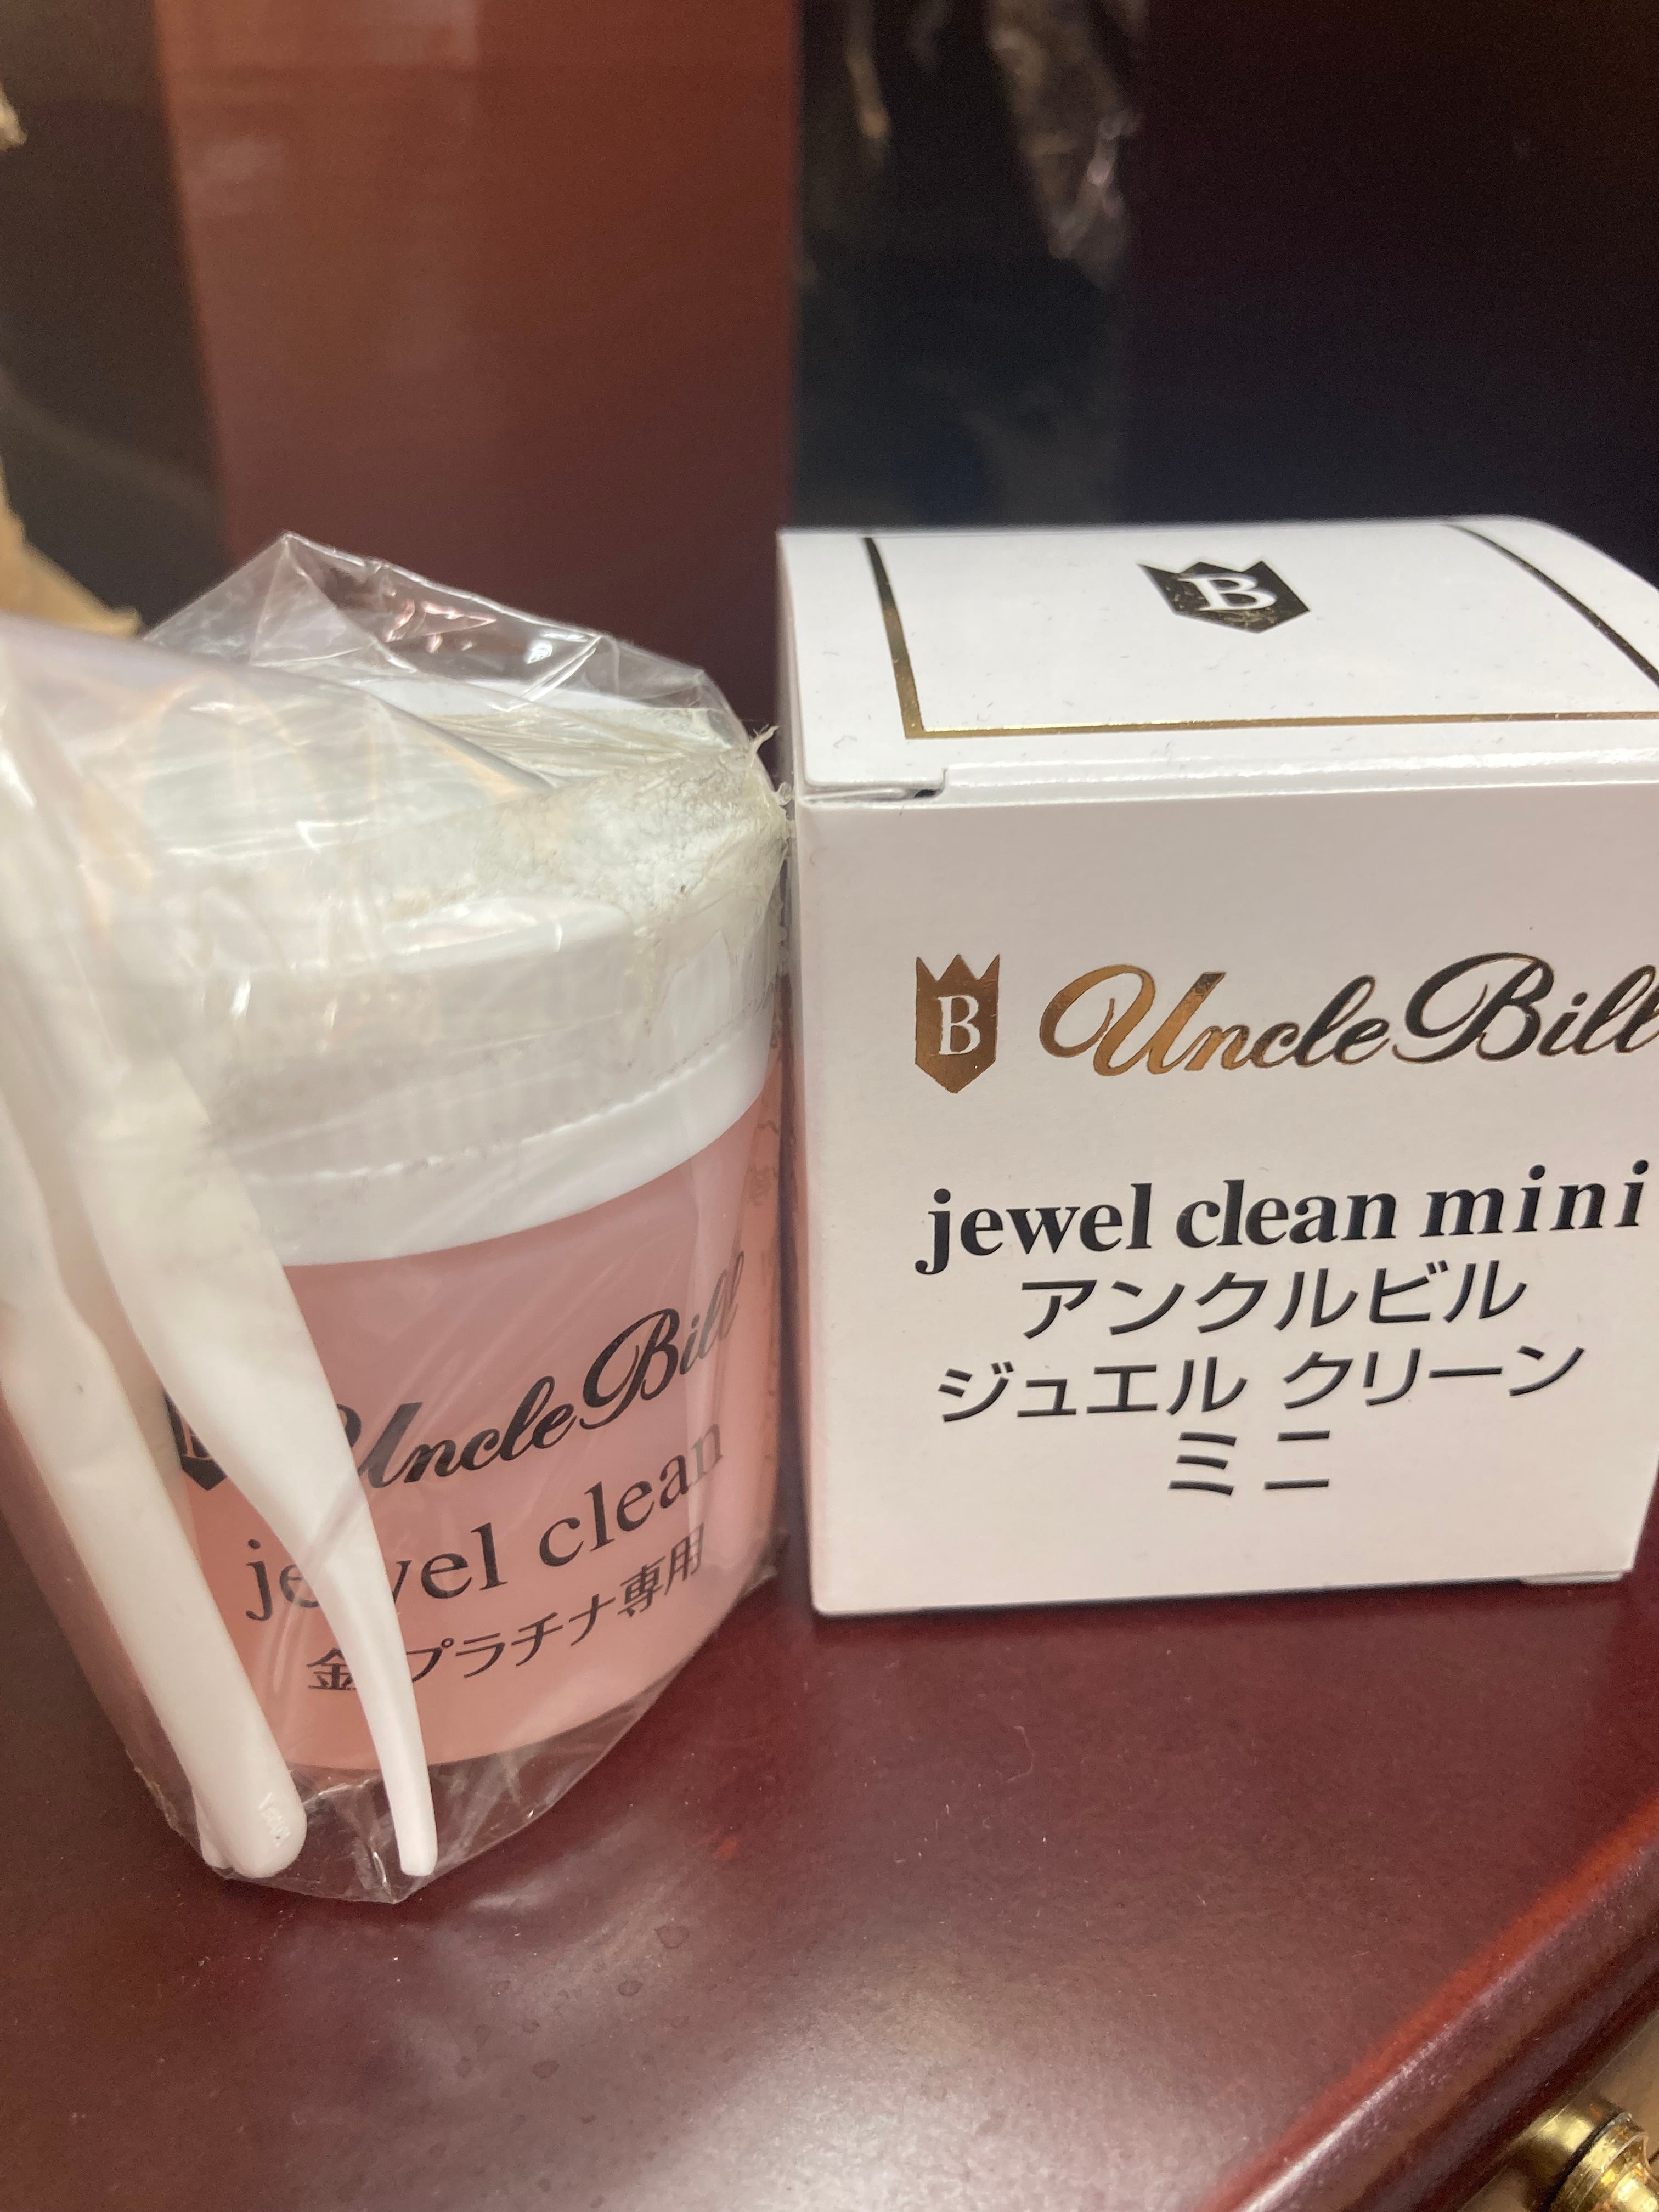 B
B Uncle Bill
jewel clean mini
アンクルビル
ジュエル クリーン
ミニ
Uncle Bill
jewel clean
金プラチナ専用